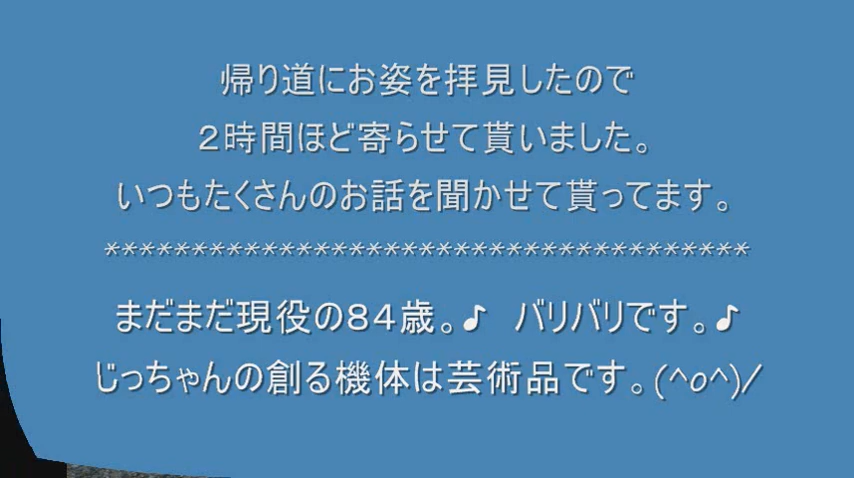 帰り道にお姿を拝見したので
２時間ほど寄らせて貰いました。
いつもたくさんのお話を聞かせて貰ってます。
*************************************
まだまだ現役の８４歳。♪　バリバリです。♪
じっちゃんの創る機体は芸術品です。(^o^)/